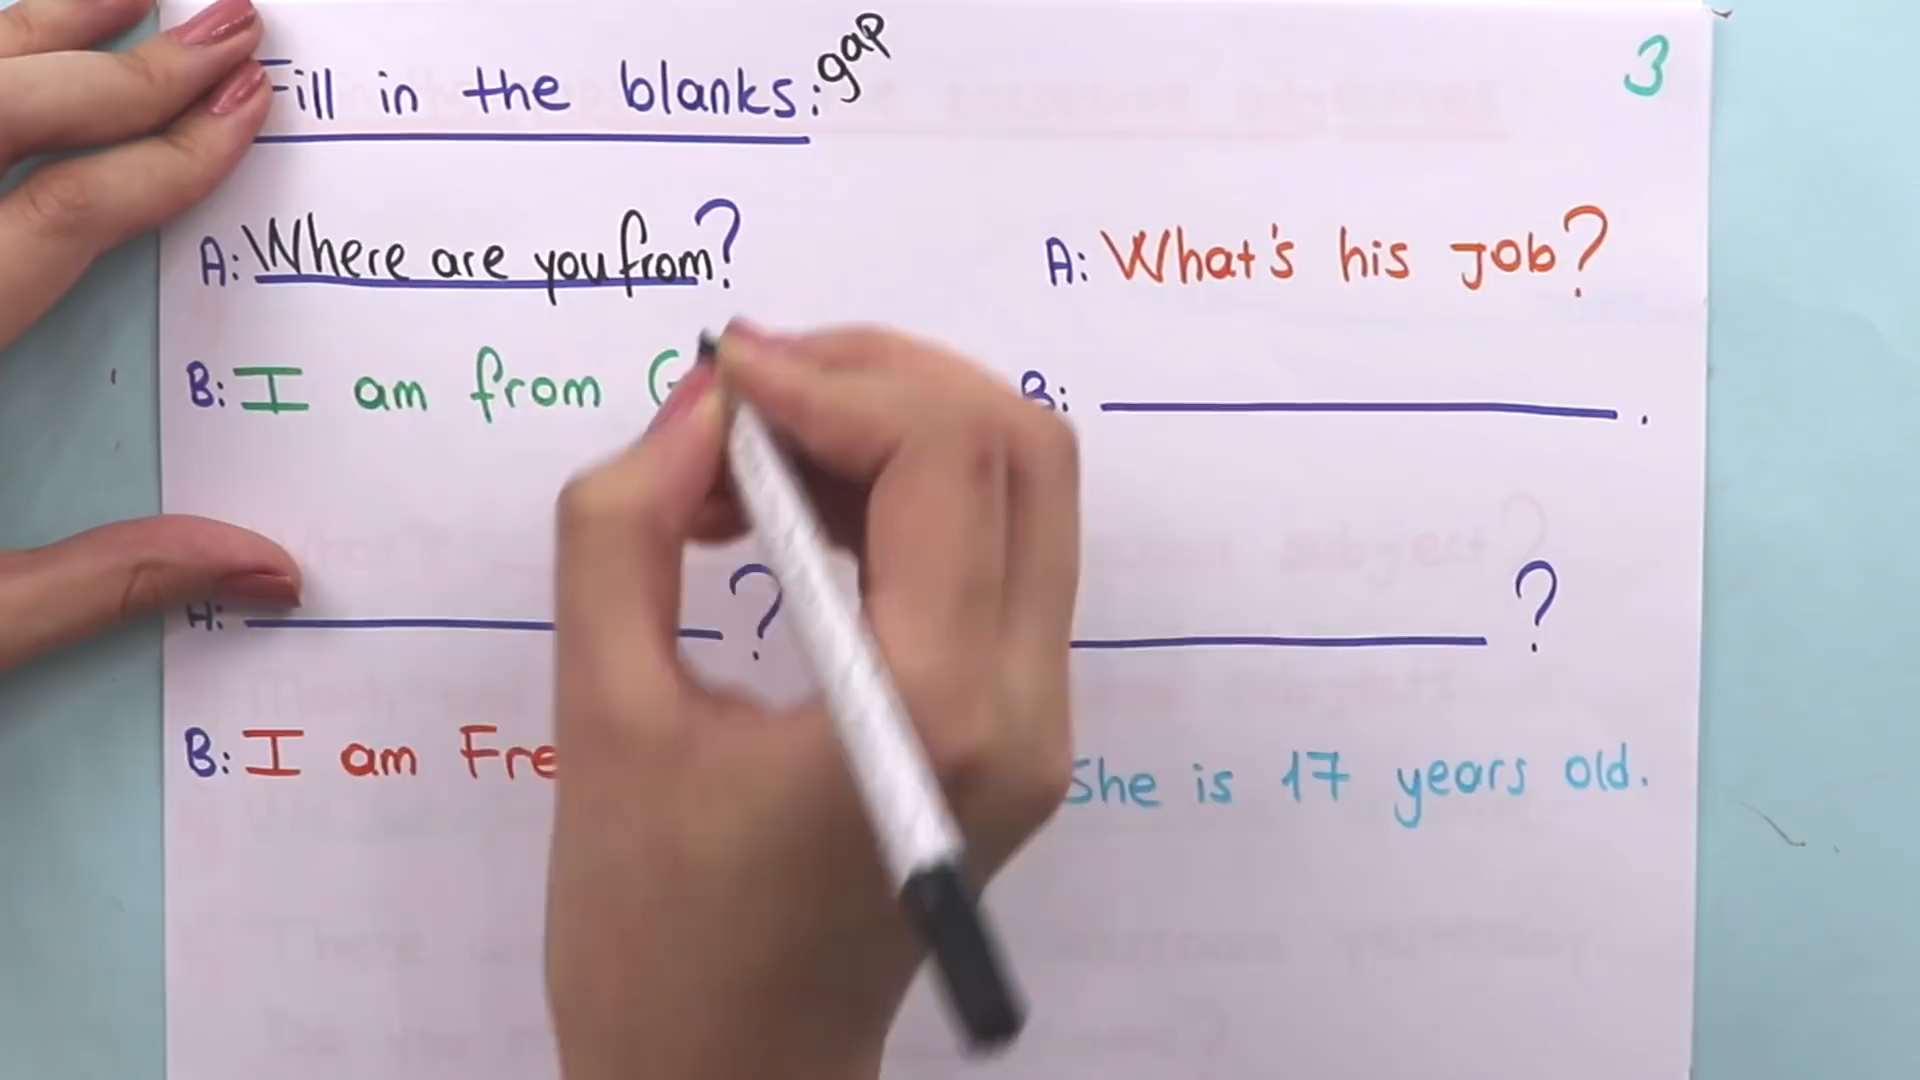 Fill in the blanks: gap
3
A: Where are you from?
B: I am from G
A: ?
B: I am Fre
A: What's his Job?
B: .
?
She is 17 years old.